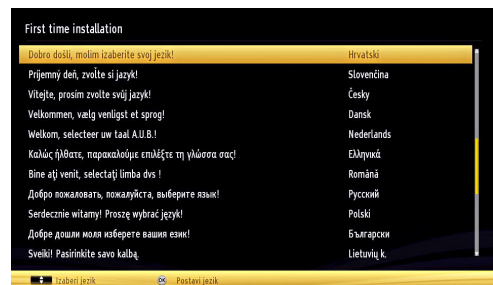 First time installation
Dobro došli, molim izaberite svoj jezik! Hrvatski
Príjemný deň, zvoľte si jazyk! Slovenčina
Vítejte, prosím zvolte svůj jazyk! Česky
Velkommen, vælg venligst et sprog! Dansk
Welkom, selecteer uw taal A.U.B.! Nederlands
Καλώς ήλθατε, παρακαλούμε επιλέξτε τη γλώσσα σας! Ελληνικά
Bine aţi venit, selectaţi limba dvs ! Română
Добро пожаловать, пожалуйста, выберите язык! Русский
Serdecznie witamy! Proszę wybrać język! Polski
Добре дошли моля изберете вашия език! Български
Sveiki! Pasirinkite savo kalbą. Lietuvių k.
Izaberi jezik OK Postavi jezik